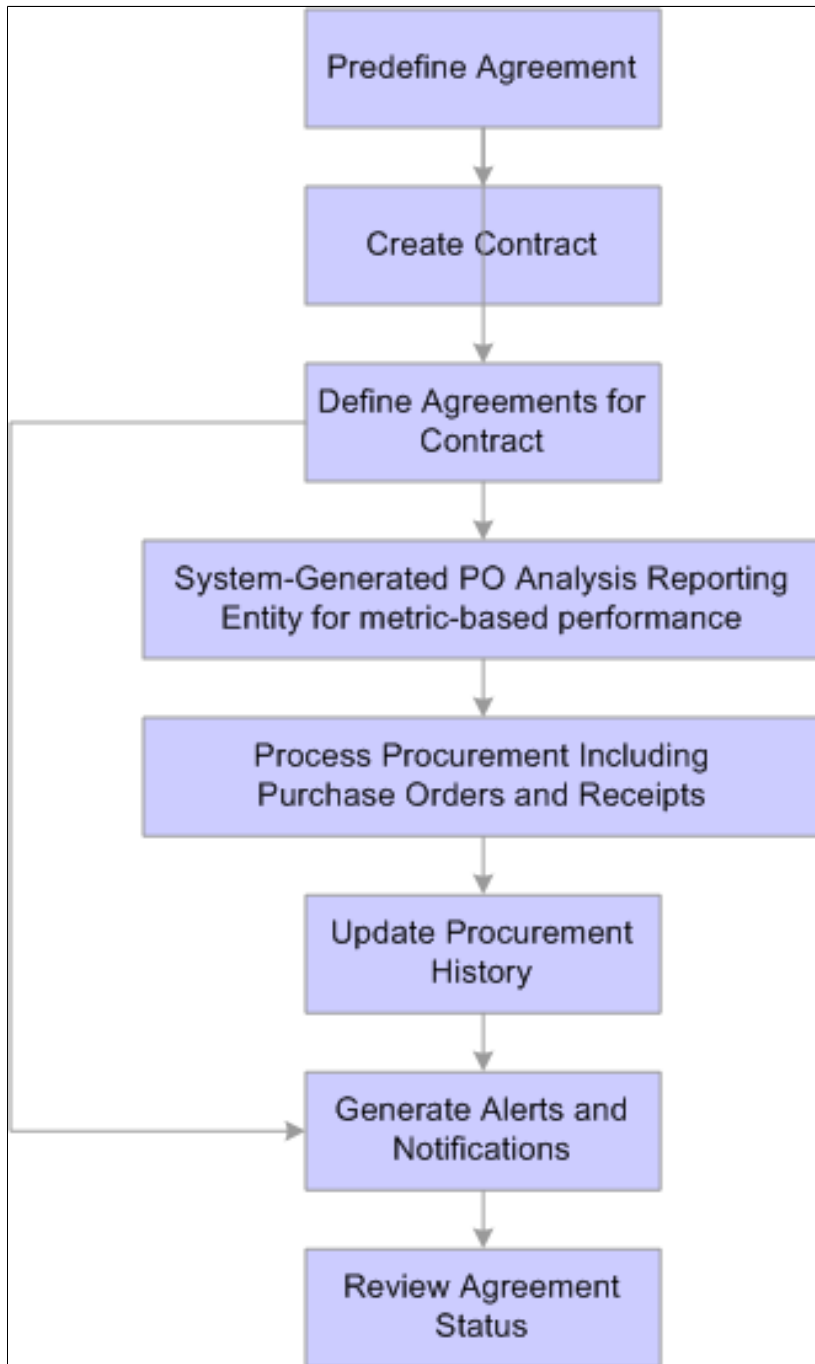 Predefine Agreement
Create Contract
Define Agreements for
Contract
System-Generated PO Analysis Reporting
Entity for metric-based performance
Process Procurement Including
Purchase Orders and Receipts
Update Procurement
History
Generate Alerts and
Notifications
Review Agreement
Status